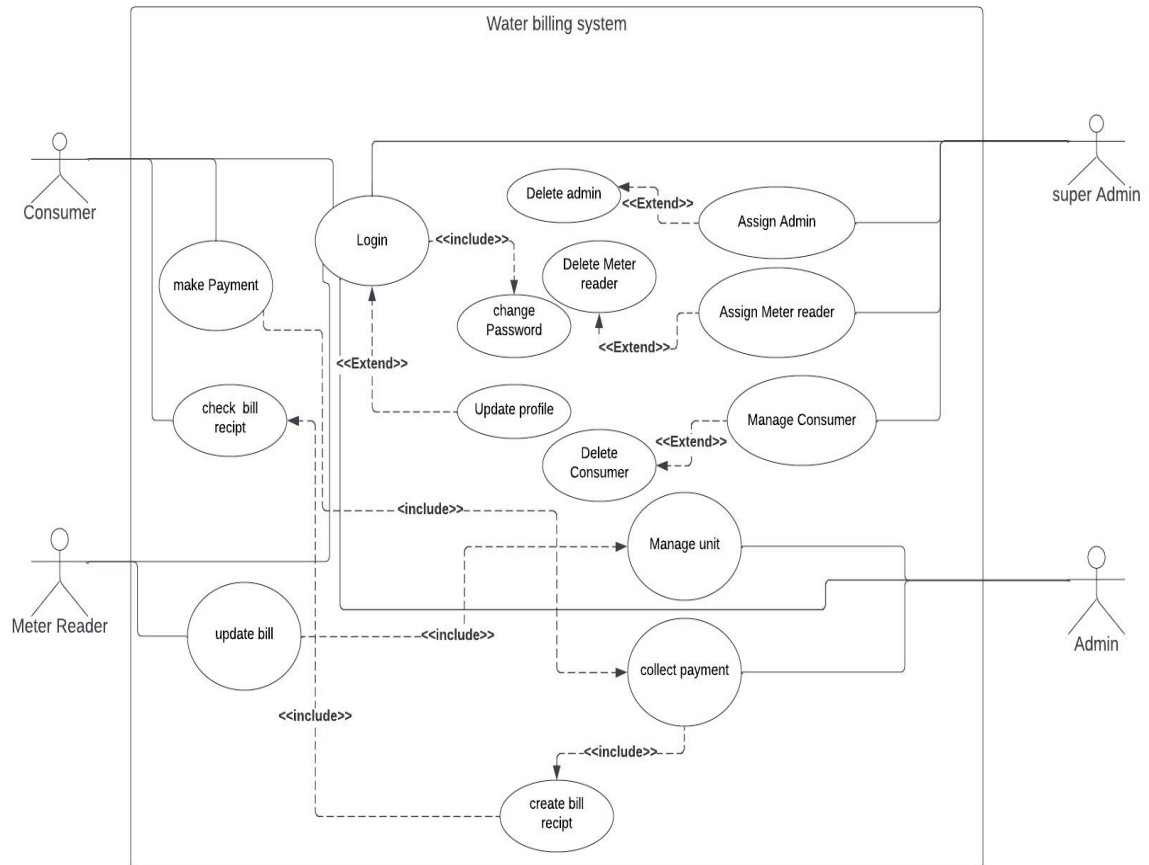 Water billing system
Consumer
super Admin
Delete admin
<<Extend>>
Assign Admin
Login
<<include>>
Delete Meter
reader
make Payment
change
Password
Assign Meter reader
<<Extend>>
<<Extend>>
check bill
recipt
Update profile
Manage Consumer
<<Extend>>
Delete
Consumer
<include>>
Manage unit
Meter Reader
update bill
<<include>>
Admin
collect payment
<<include>>
<<include>>
create bill
recipt